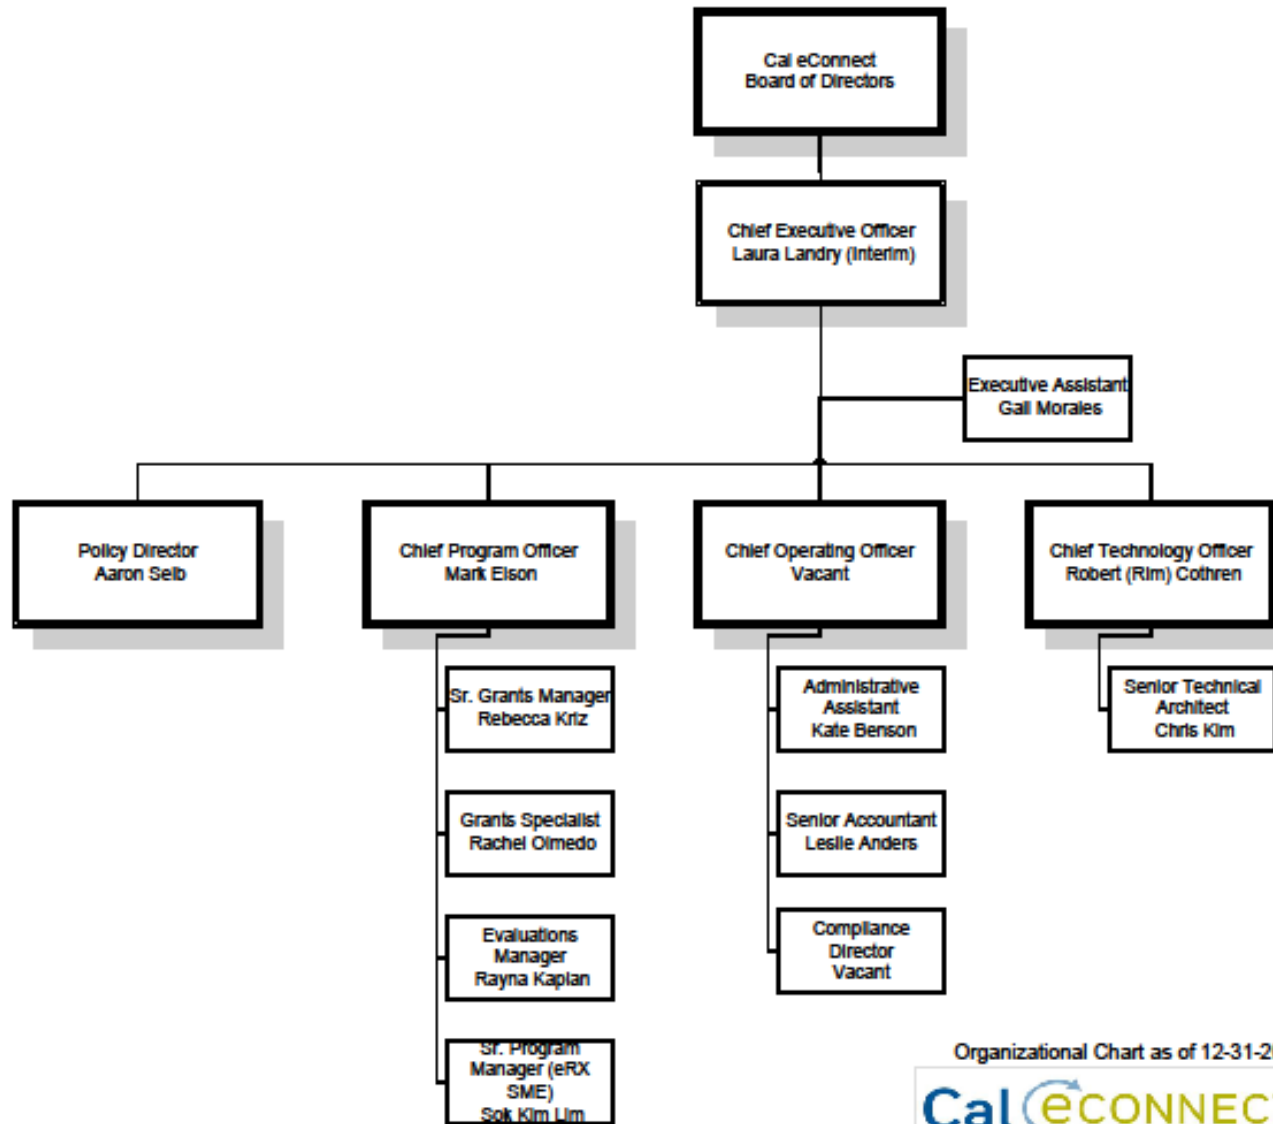 Cal eConnect
Board of Directors
Chief Executive Officer
Laura Landry (Interim)
Executive Assistant
Gail Morales
Policy Director
Aaron Seib
Chief Program Officer
Mark Elson
Chief Operating Officer
Vacant
Chief Technology Officer
Robert (Rim) Cothren
Sr. Grants Manager
Rebecca Kriz
Grants Specialist
Rachel Olmedo
Evaluations
Manager
Rayna Kaplan
Sr. Program
Manager (eRX
SME)
Sok Kim Lim
Administrative
Assistant
Kate Benson
Senior Accountant
Leslie Anders
Compliance
Director
Vacant
Senior Technical
Architect
Chris Kim
Organizational Chart as of 12-31-2
Cal eCONNEC